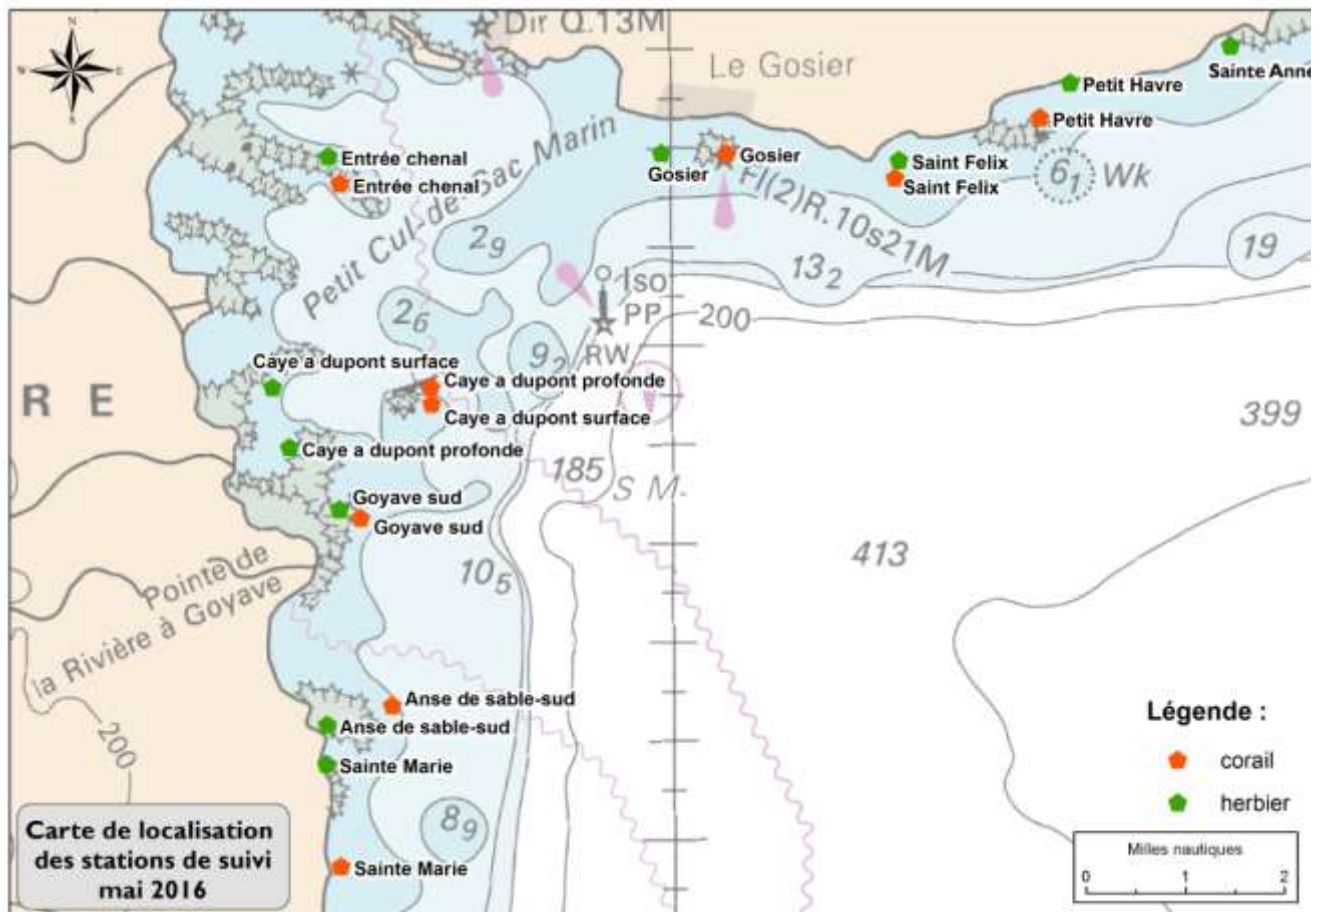 N
W
E
S
Dir Q.13M
Le Gosier
Sainte Anne
Petit Havre
Petit Havre
Entrée chenal
Entrée chenal
Petit Cul-de-Sac Marin
Gosier
Gosier
Saint Felix
Saint Felix
6₁ Wk
Fl(2)R.10s21M
2₉
13₂
19
Iso
PP
RW
200
2₆
9₂
Caye a dupont surface
Caye a dupont profonde
Caye a dupont surface
R E
399
Caye a dupont profonde
185
S M.
Goyave sud
Goyave sud
413
10₅
Pointe de
la Rivière à Goyave
Anse de sable-sud
Anse de sable-sud
200
Sainte Marie
8₉
Sainte Marie
Légende :
corail
herbier
Carte de localisation
des stations de suivi
mai 2016
Milles nautiques
0 1 2